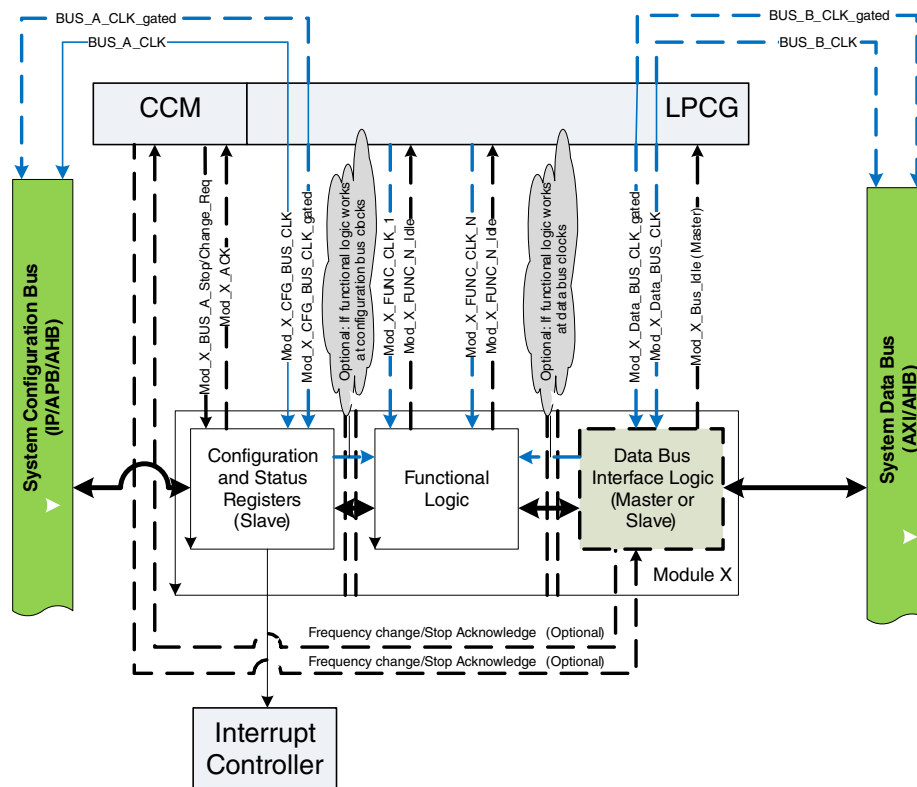 BUS_A_CLK_gated
BUS_A_CLK
BUS_B_CLK_gated
BUS_B_CLK
CCM
LPCG
System Configuration Bus
(IP/APB/AHB)
Mod_X_BUS_A_Stop/Change_Req
Mod_X_ACK
Mod_X_CFG_BUS_CLK
Mod_X_CFG_BUS_CLK_gated
Optional: If functional logic works
at configuration bus clocks
Mod_X_FUNC_CLK_1
Mod_X_FUNC_N_Idle
Mod_X_FUNC_CLK_N
Mod_X_FUNC_N_Idle
Optional: If functional logic works
at data bus clocks
Mod_X_Data_BUS_CLK_gated
Mod_X_Data_BUS_CLK
Mod_X_Bus_Idle (Master)
System Data Bus
(AXI/AHB)
Configuration
and Status
Registers
(Slave)
Functional
Logic
Data Bus
Interface Logic
(Master or
Slave)
Module X
Frequency change/Stop Acknowledge (Optional)
Frequency change/Stop Acknowledge (Optional)
Interrupt
Controller